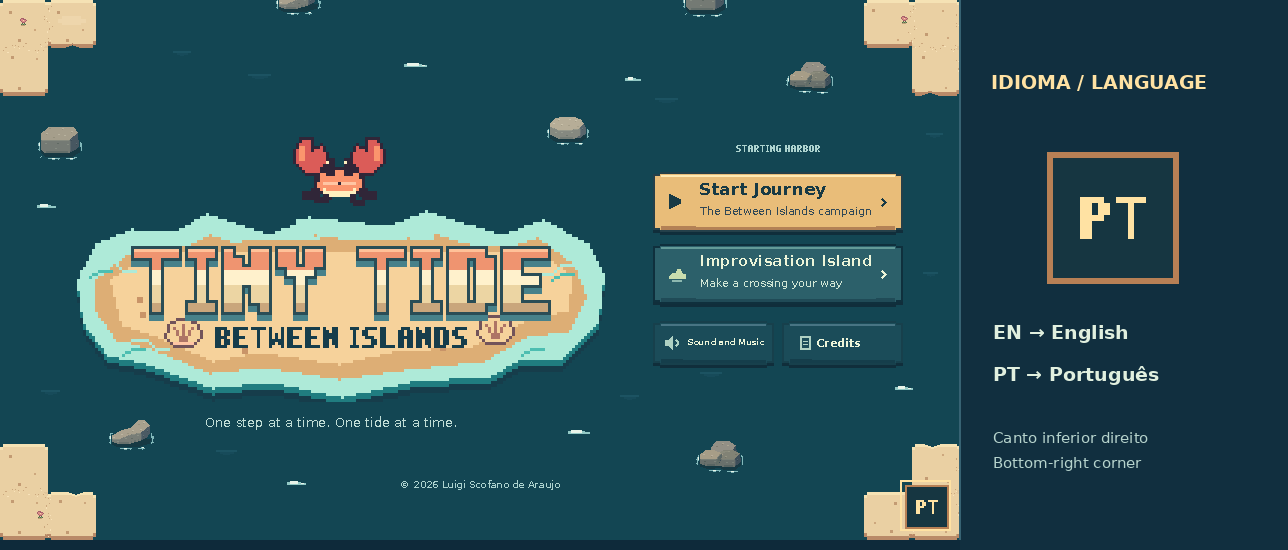 TINY TIDE
BETWEEN ISLANDS
One step at a time. One tide at a time.
© 2026 Luigi Scofano de Araujo
STARTING HARBOR
Start Journey
The Between Islands campaign
Improvisation Island
Make a crossing your way
Sound and Music
Credits
PT
IDIOMA / LANGUAGE
PT
EN → English
PT → Português
Canto inferior direito
Bottom-right corner